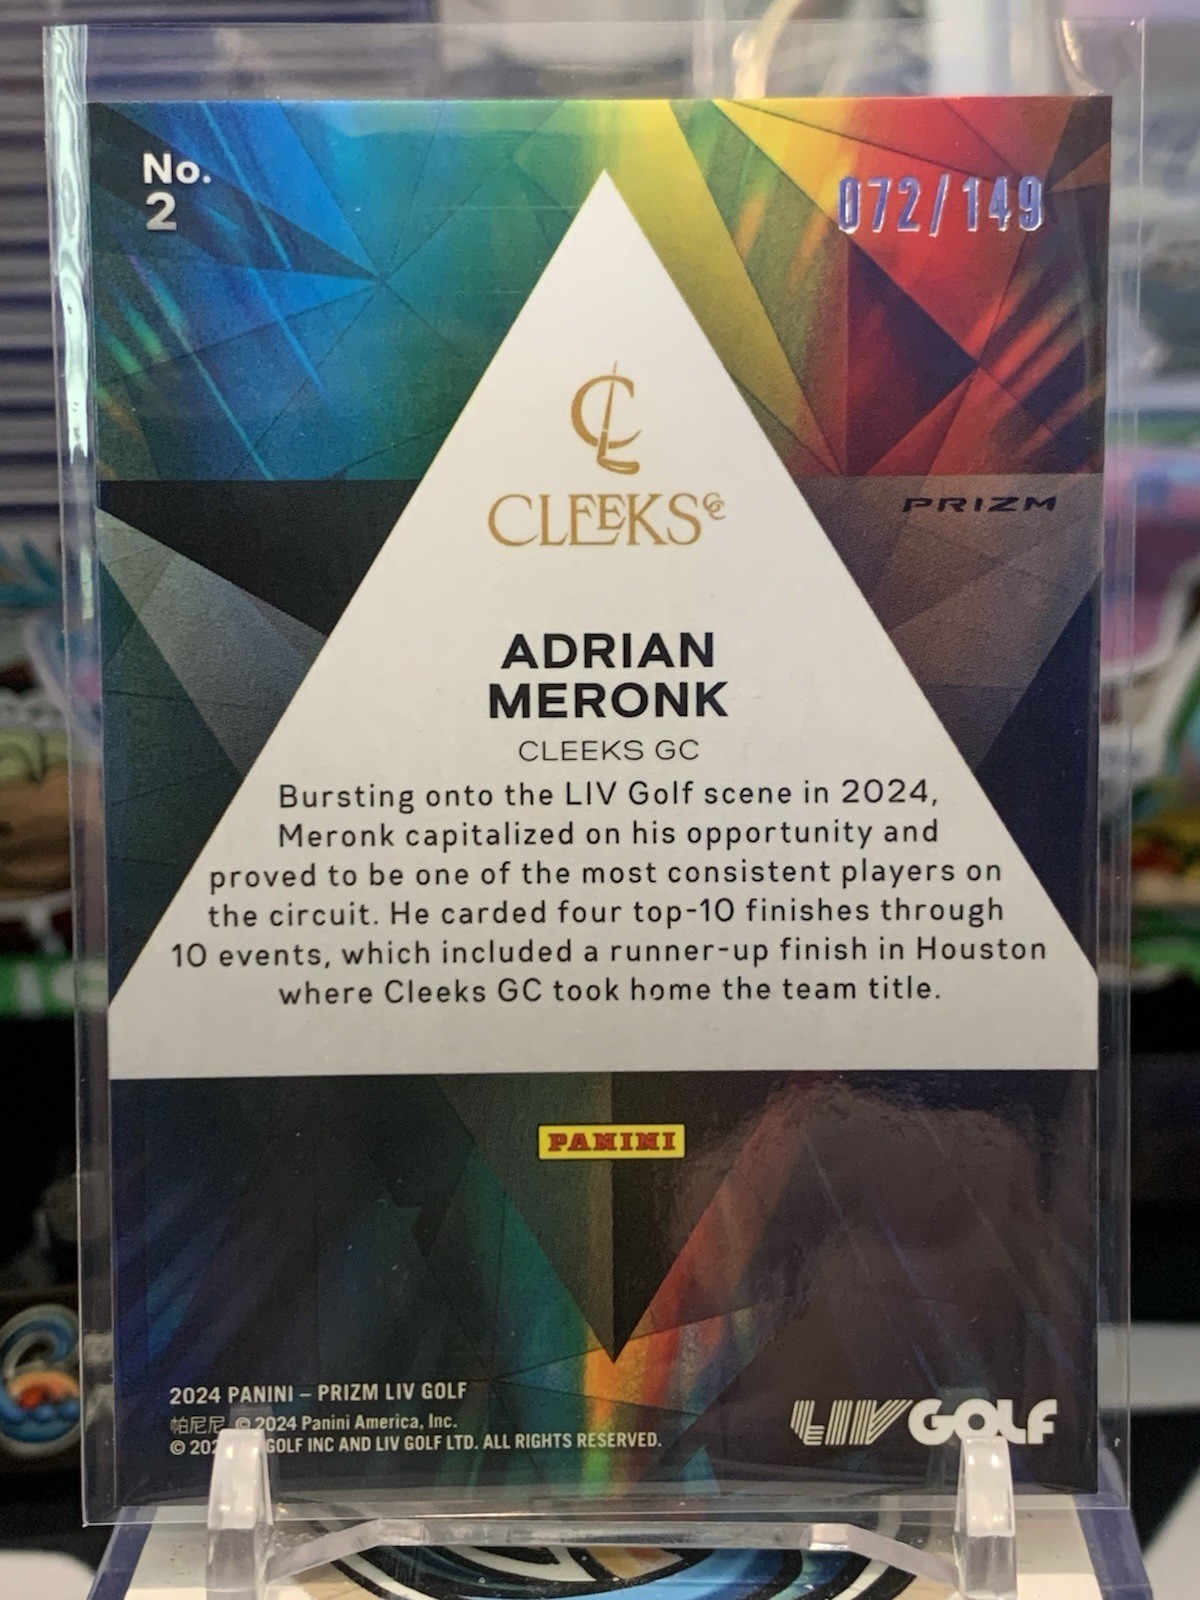 No.
2
072/149
CLEEKS GC
PRIZM
ADRIAN
MERONK
CLEEKS GC
Bursting onto the LIV Golf scene in 2024,
Meronk capitalized on his opportunity and
proved to be one of the most consistent players on
the circuit. He carded four top-10 finishes through
10 events, which included a runner-up finish in Houston
where Cleeks GC took home the team title.
PANINI
2024 PANINI – PRIZM LIV GOLF
帕尼尼 © 2024 Panini America, Inc.
© GOLF INC AND LIV GOLF LTD. ALL RIGHTS RESERVED.
LIV GOLF